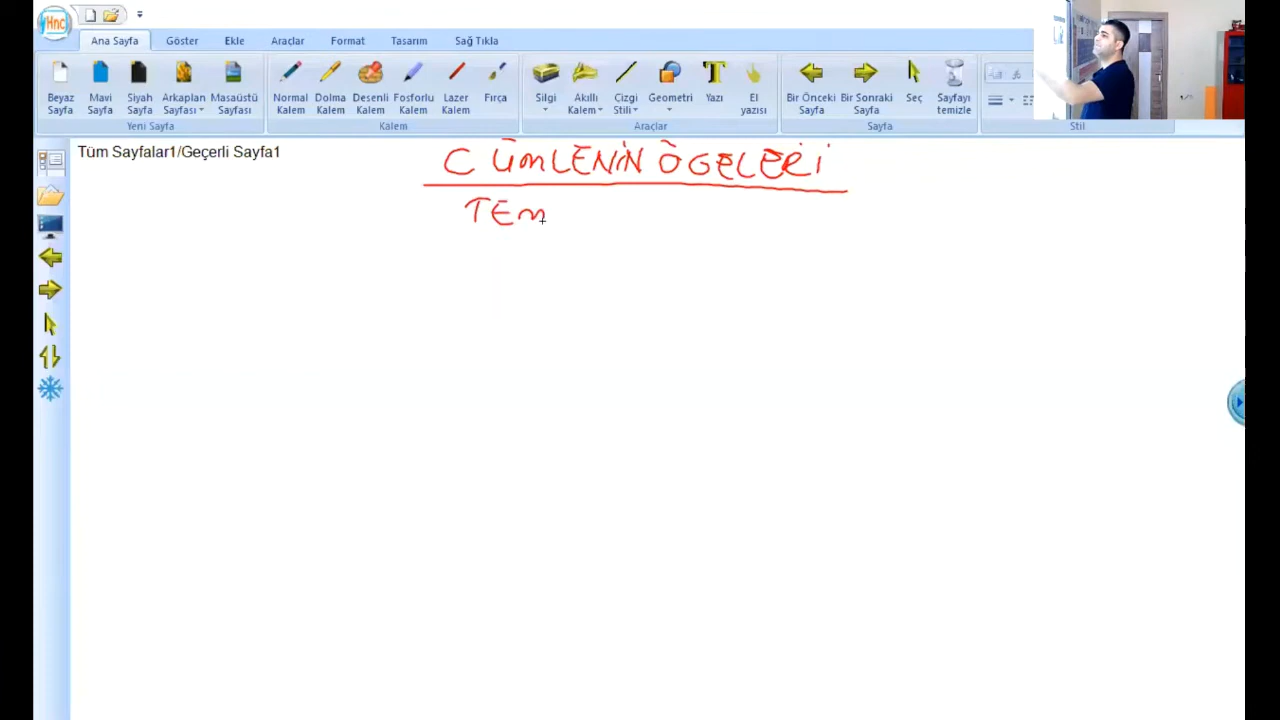 Hnc
Ana Sayfa Göster Ekle Araçlar Format Tasarım Sağ Tıkla
Beyaz Sayfa Mavi Sayfa Siyah Sayfa Arkaplan Sayfası Masaüstü Sayfası
Yeni Sayfa
Normal Kalem Dolma Kalem Desenli Kalem Fosforlu Kalem Lazer Kalem Fırça
Kalem
Silgi Akıllı Kalem Çizgi Stili Geometri Yazı El yazısı
Araçlar
Bir Önceki Sayfa Bir Sonraki Sayfa Seç Sayfayı temizle
Sayfa
Stil
Tüm Sayfalar1/Geçerli Sayfa1
CÜMLENİN ÖGELERİ
TEM